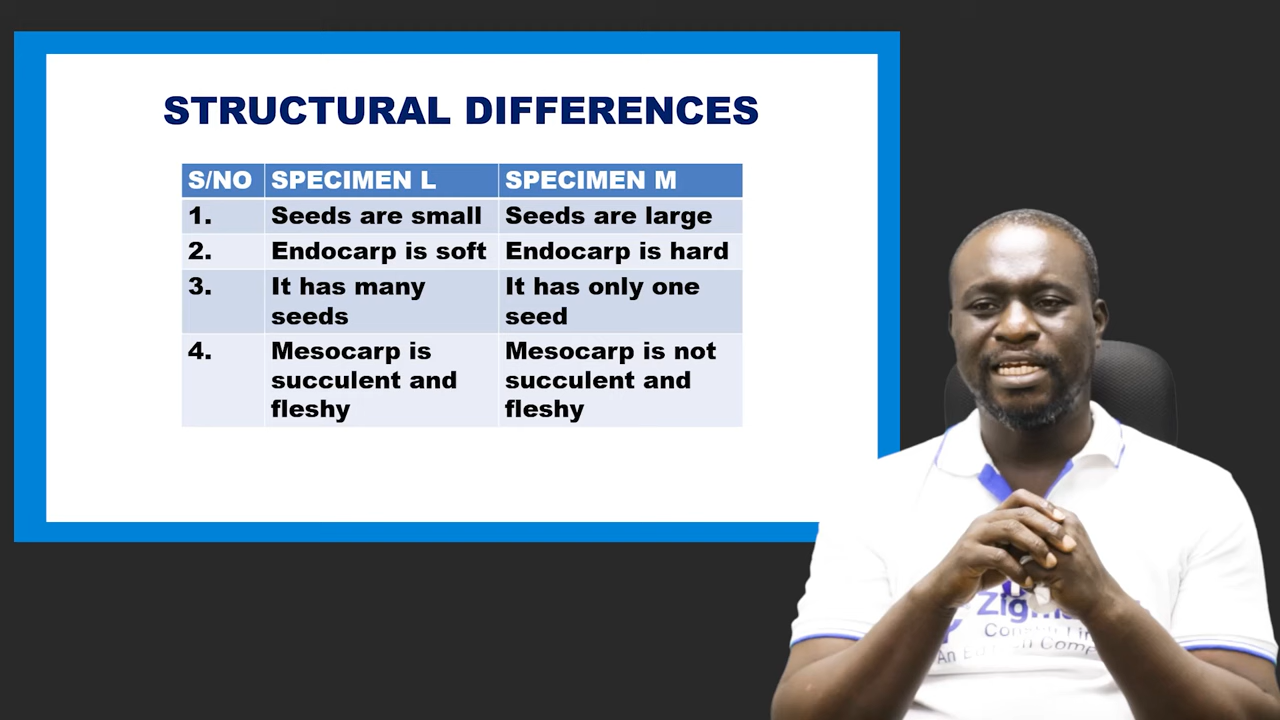 STRUCTURAL DIFFERENCES
S/NO SPECIMEN L SPECIMEN M
1. Seeds are small Seeds are large
2. Endocarp is soft Endocarp is hard
3. It has many seeds It has only one seed
4. Mesocarp is succulent and fleshy Mesocarp is not succulent and fleshy
An